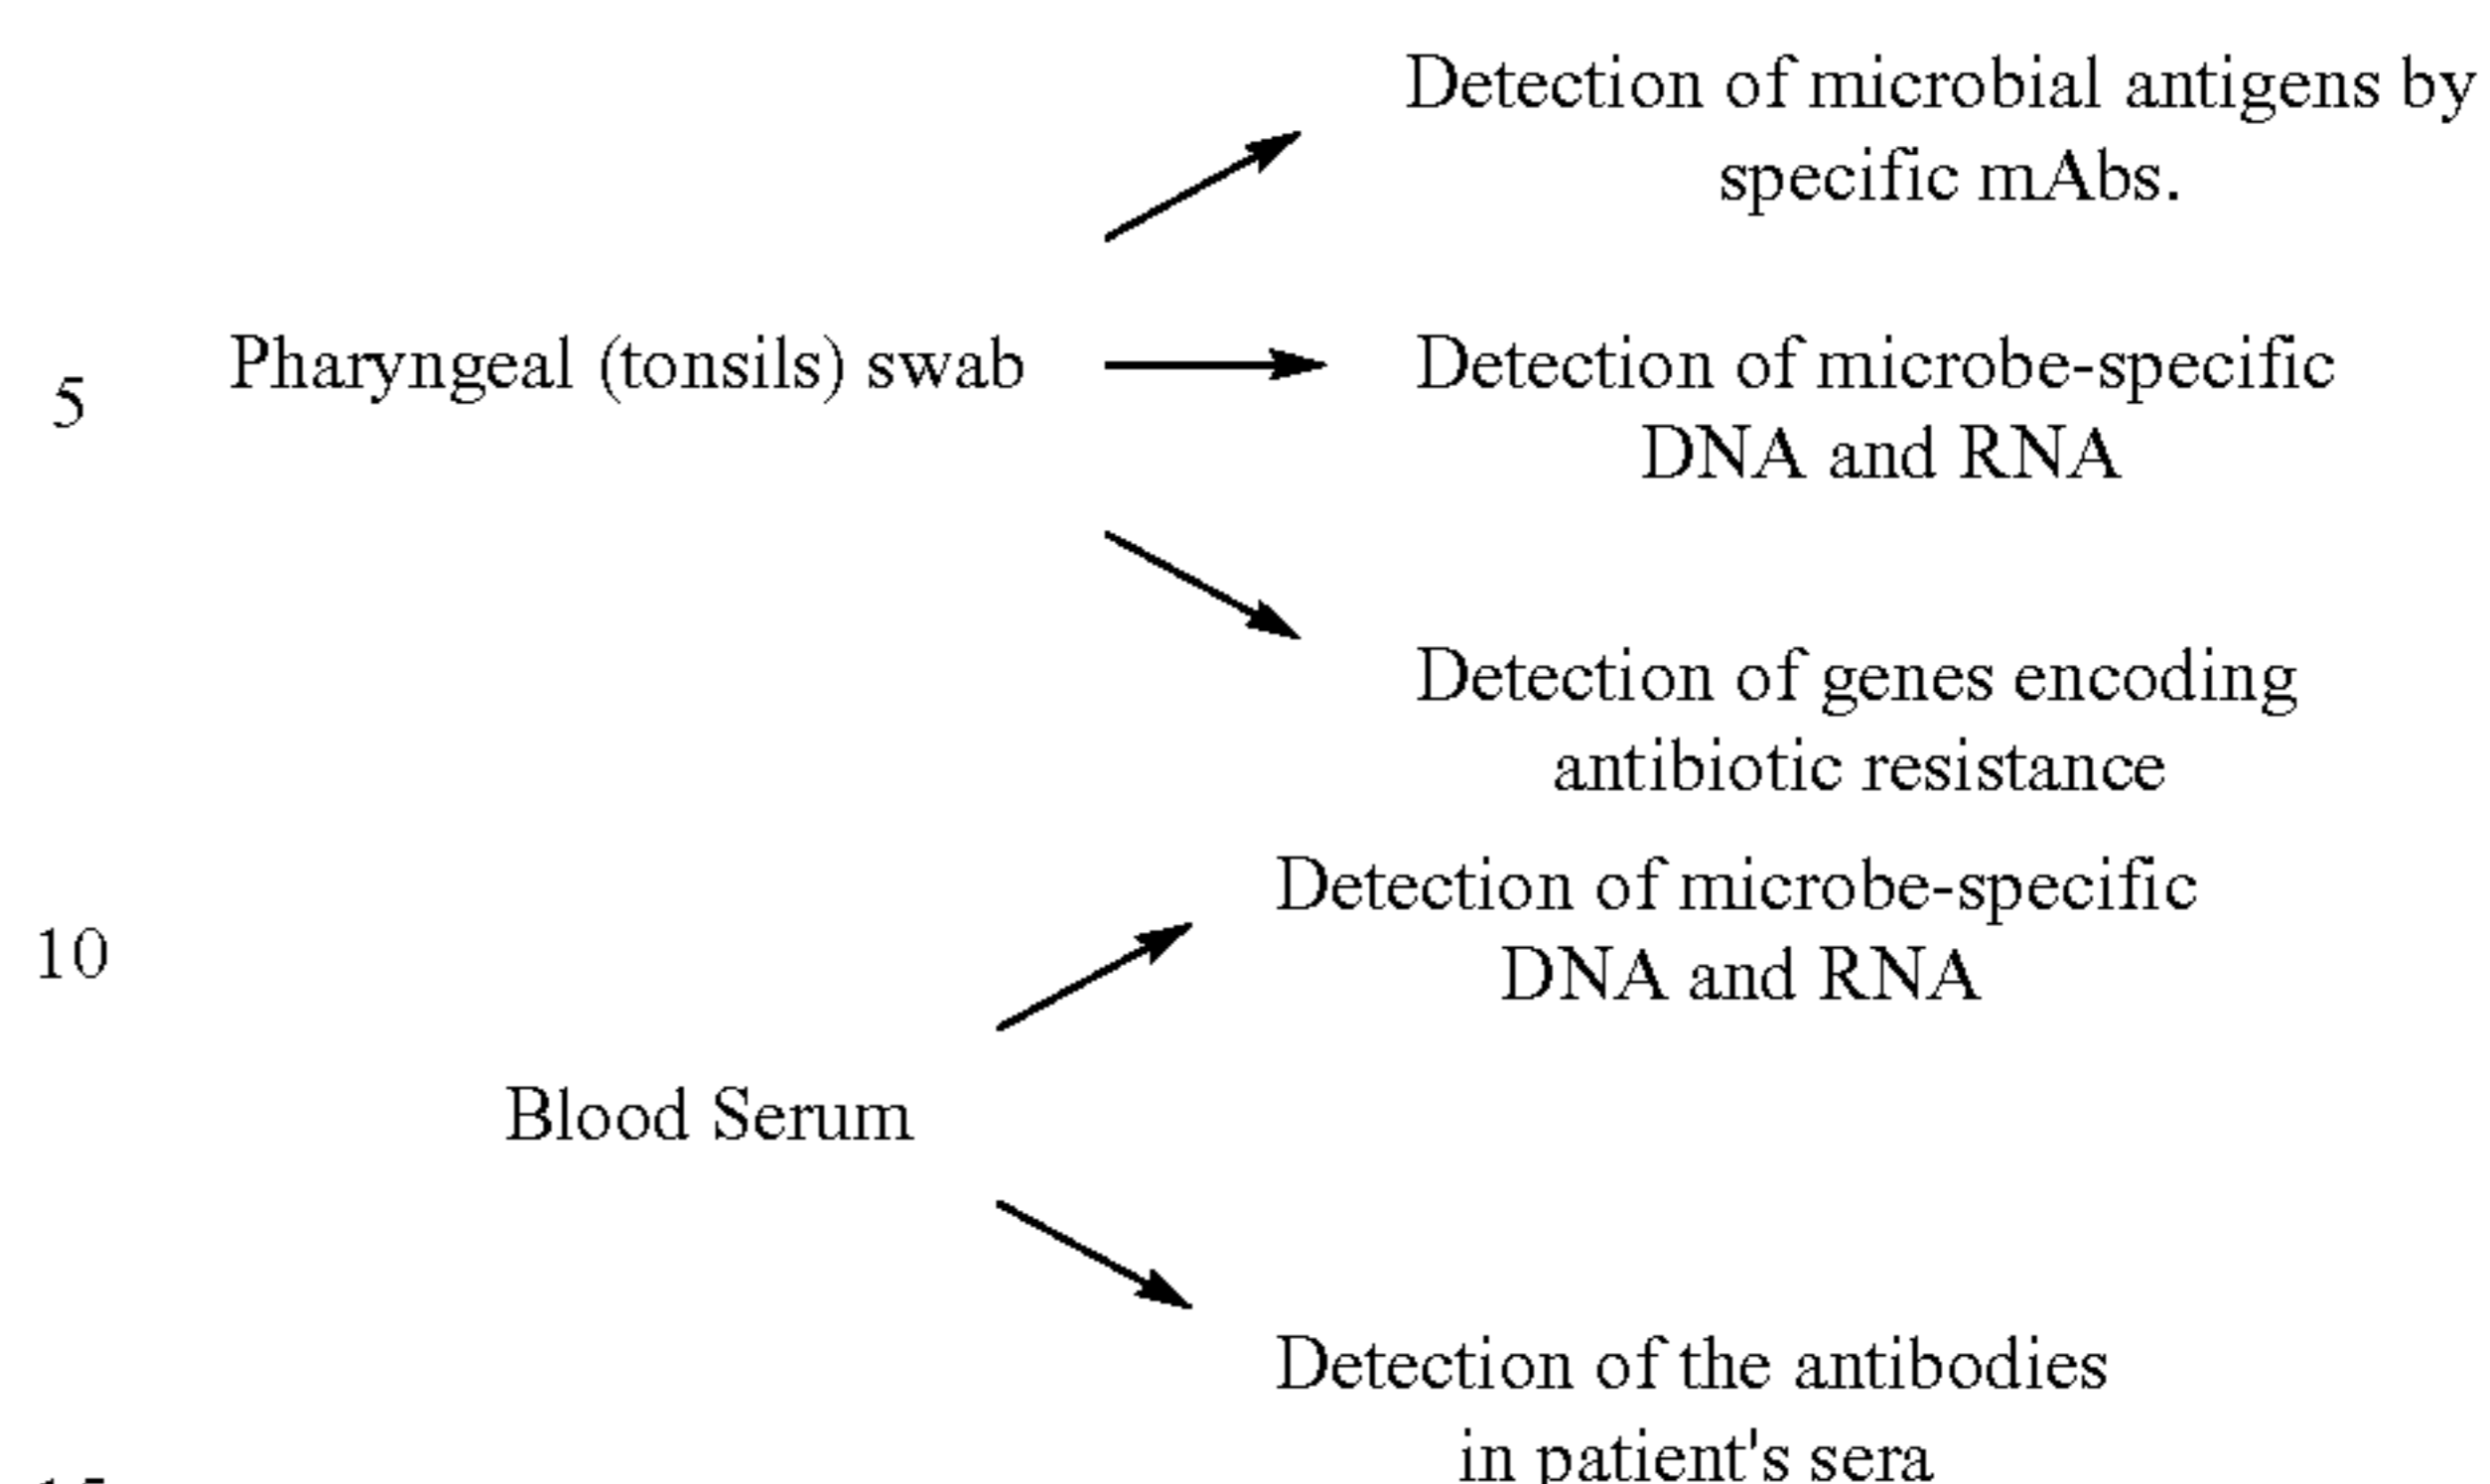 Detection of microbial antigens by
specific mAbs.
5 Pharyngeal (tonsils) swab
Detection of microbe-specific
DNA and RNA
Detection of genes encoding
antibiotic resistance
Detection of microbe-specific
10
DNA and RNA
Blood Serum
Detection of the antibodies
in patient's sera